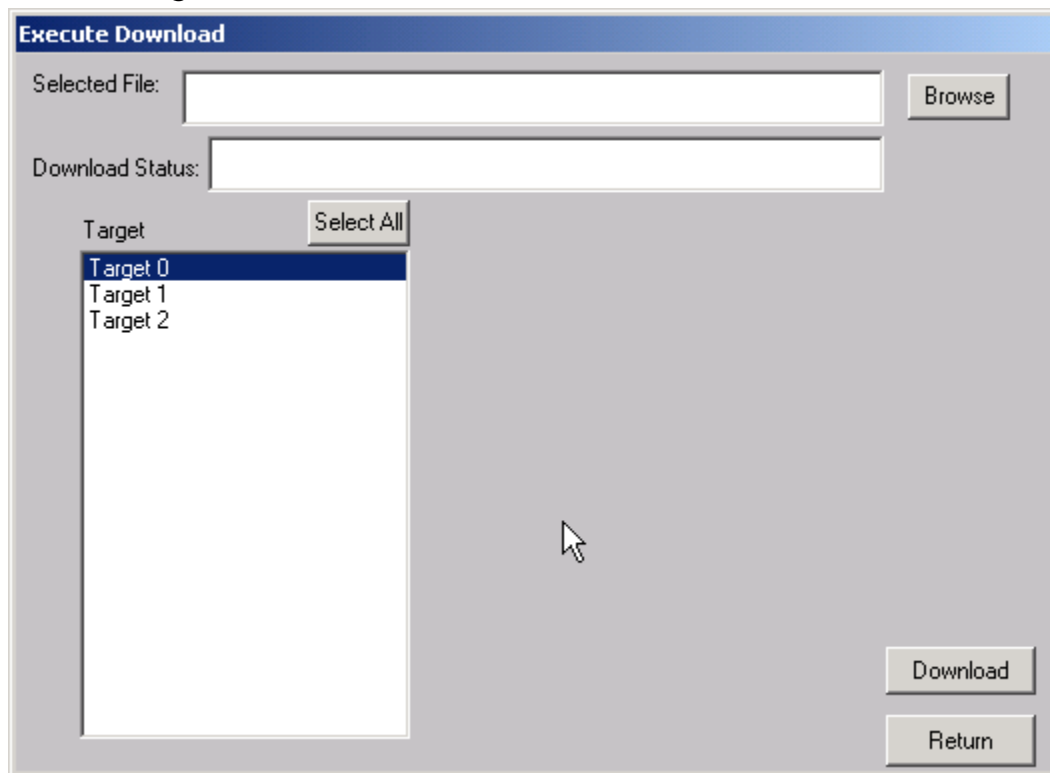 Execute Download
Selected File:
Browse
Download Status:
Target
Select All
Target 0
Target 1
Target 2
Download
Return